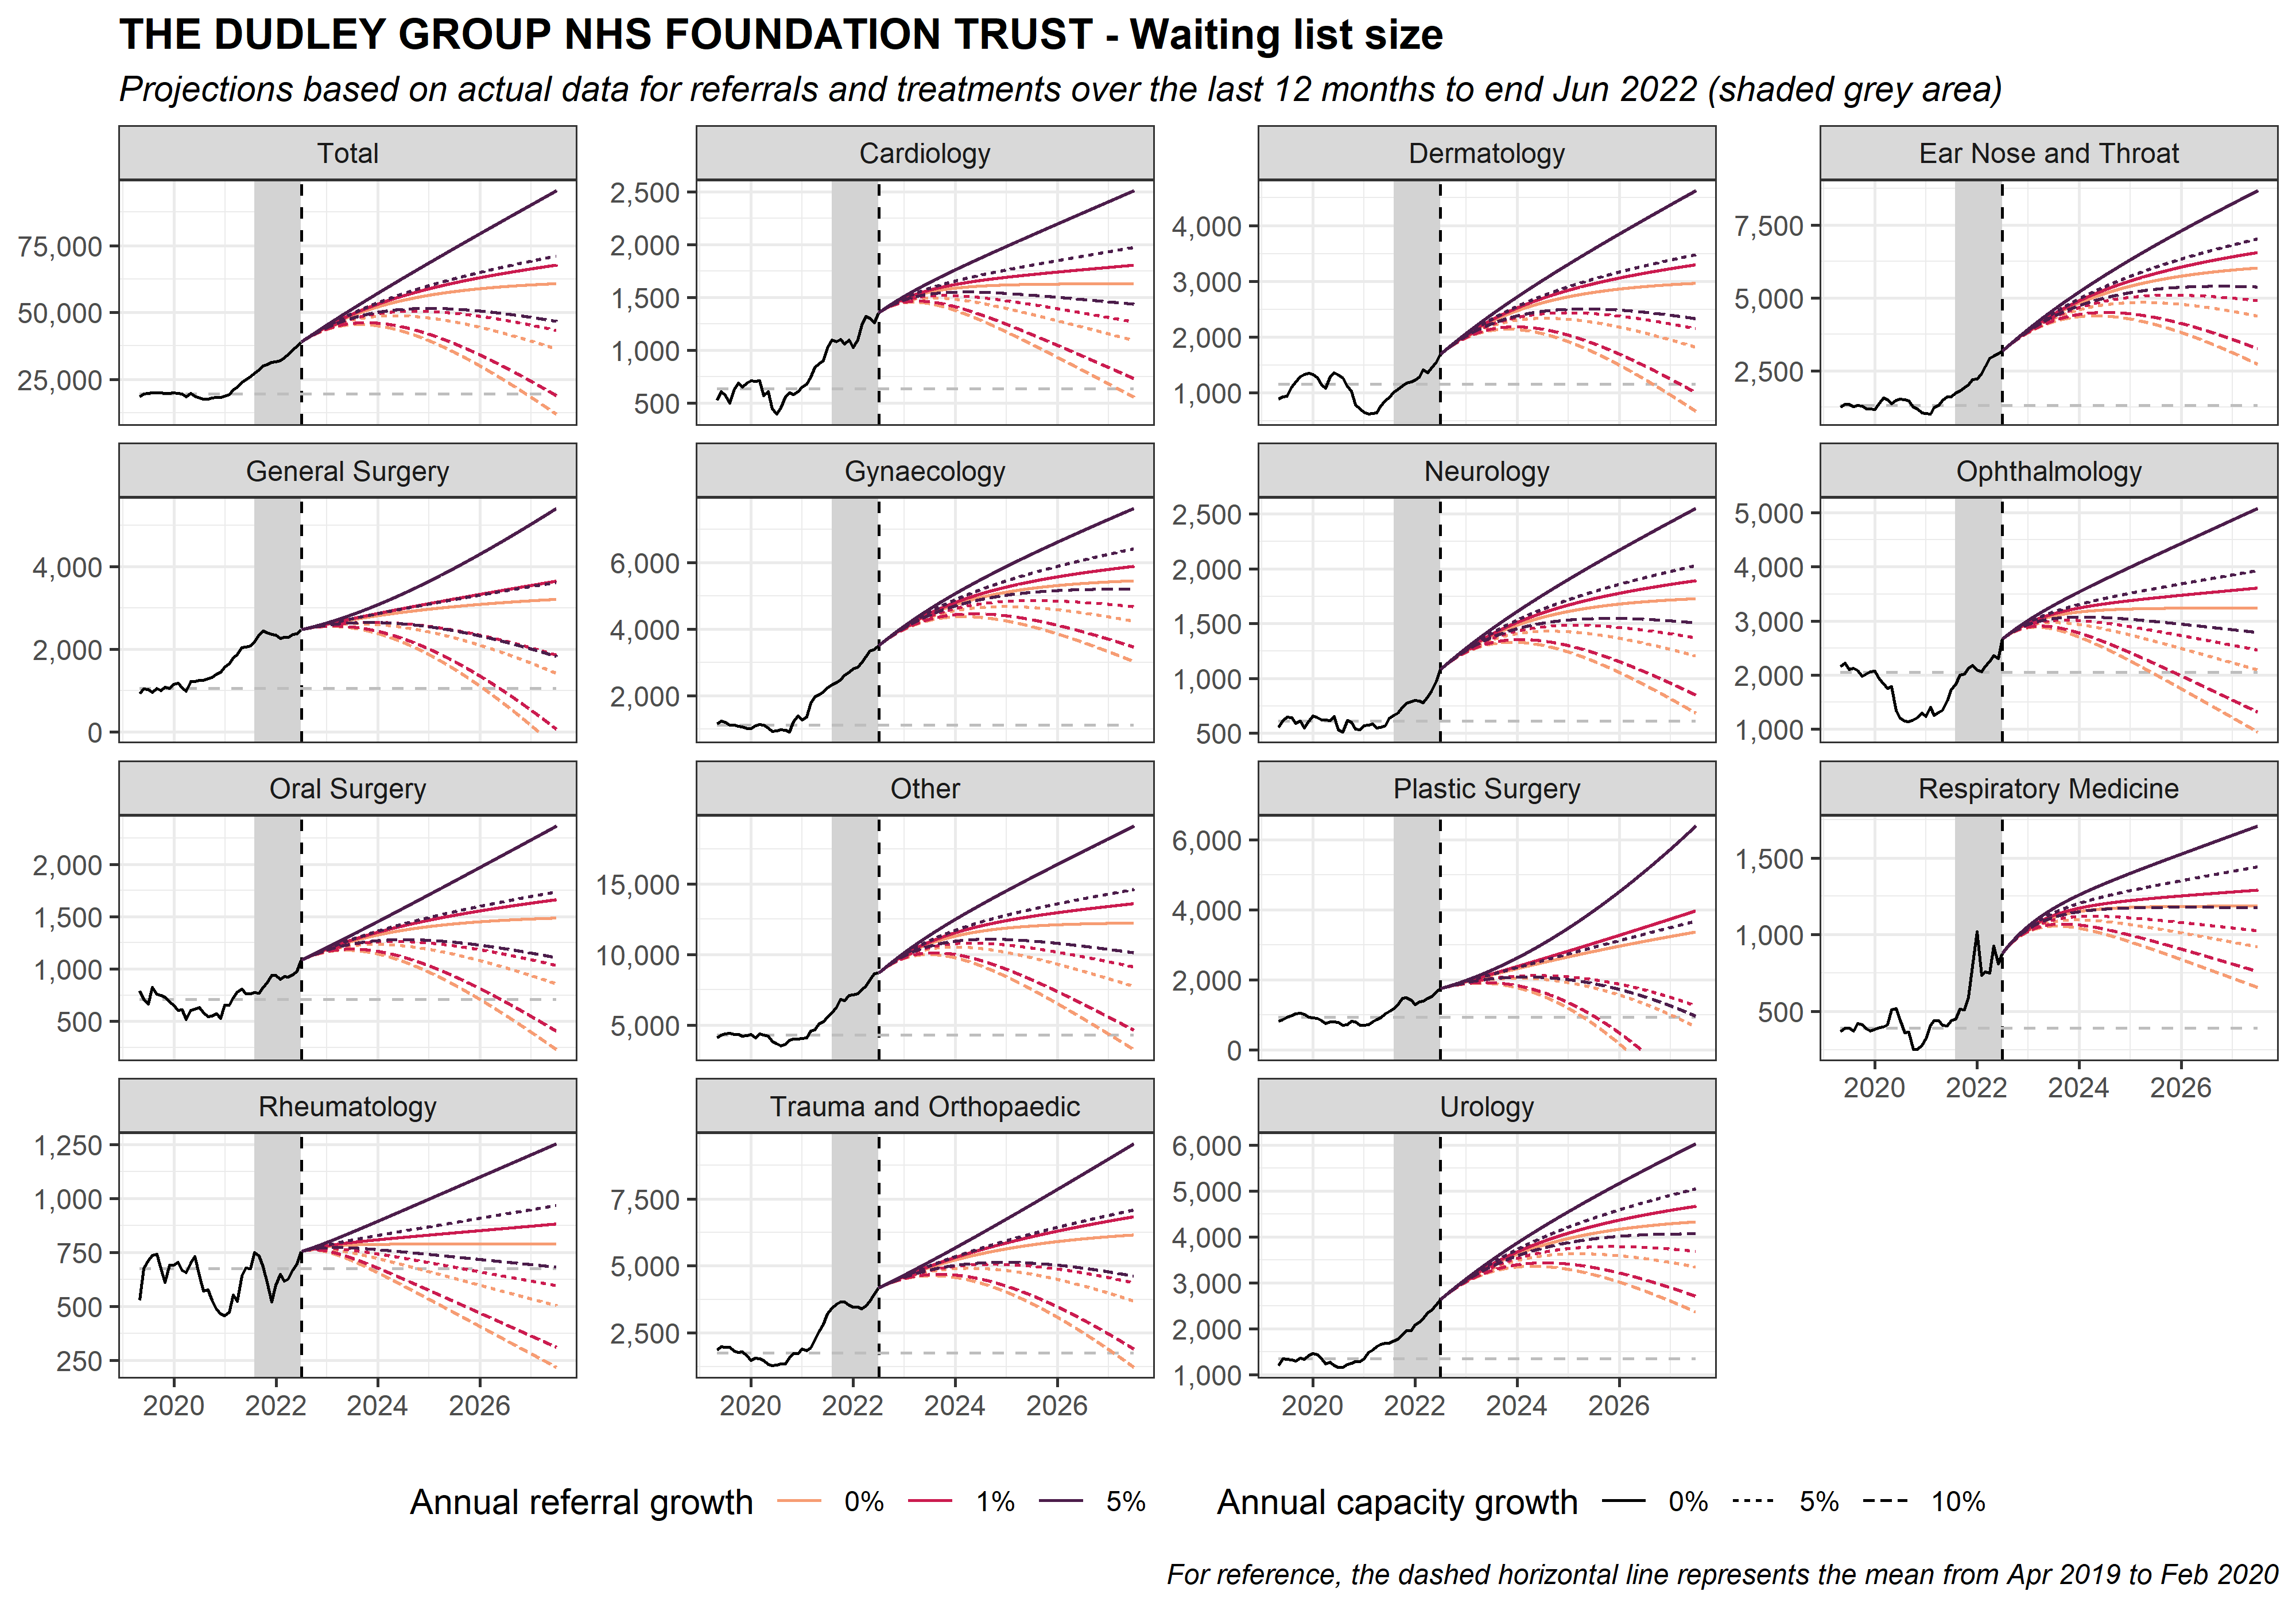 THE DUDLEY GROUP NHS FOUNDATION TRUST - Waiting list size
Projections based on actual data for referrals and treatments over the last 12 months to end Jun 2022 (shaded grey area)
Total
75,000
50,000
25,000
Cardiology
2,500
2,000
1,500
1,000
500
Dermatology
4,000
3,000
2,000
1,000
Ear Nose and Throat
7,500
5,000
2,500
General Surgery
4,000
2,000
0
Gynaecology
6,000
4,000
2,000
Neurology
2,500
2,000
1,500
1,000
500
Ophthalmology
5,000
4,000
3,000
2,000
1,000
Oral Surgery
2,000
1,500
1,000
500
Other
15,000
10,000
5,000
Plastic Surgery
6,000
4,000
2,000
0
Respiratory Medicine
1,500
1,000
500
2020 2022 2024 2026
Rheumatology
1,250
1,000
750
500
250
2020 2022 2024 2026
Trauma and Orthopaedic
7,500
5,000
2,500
2020 2022 2024 2026
Urology
6,000
5,000
4,000
3,000
2,000
1,000
2020 2022 2024 2026
Annual referral growth 0% 1% 5% Annual capacity growth 0% 5% 10%
For reference, the dashed horizontal line represents the mean from Apr 2019 to Feb 2020